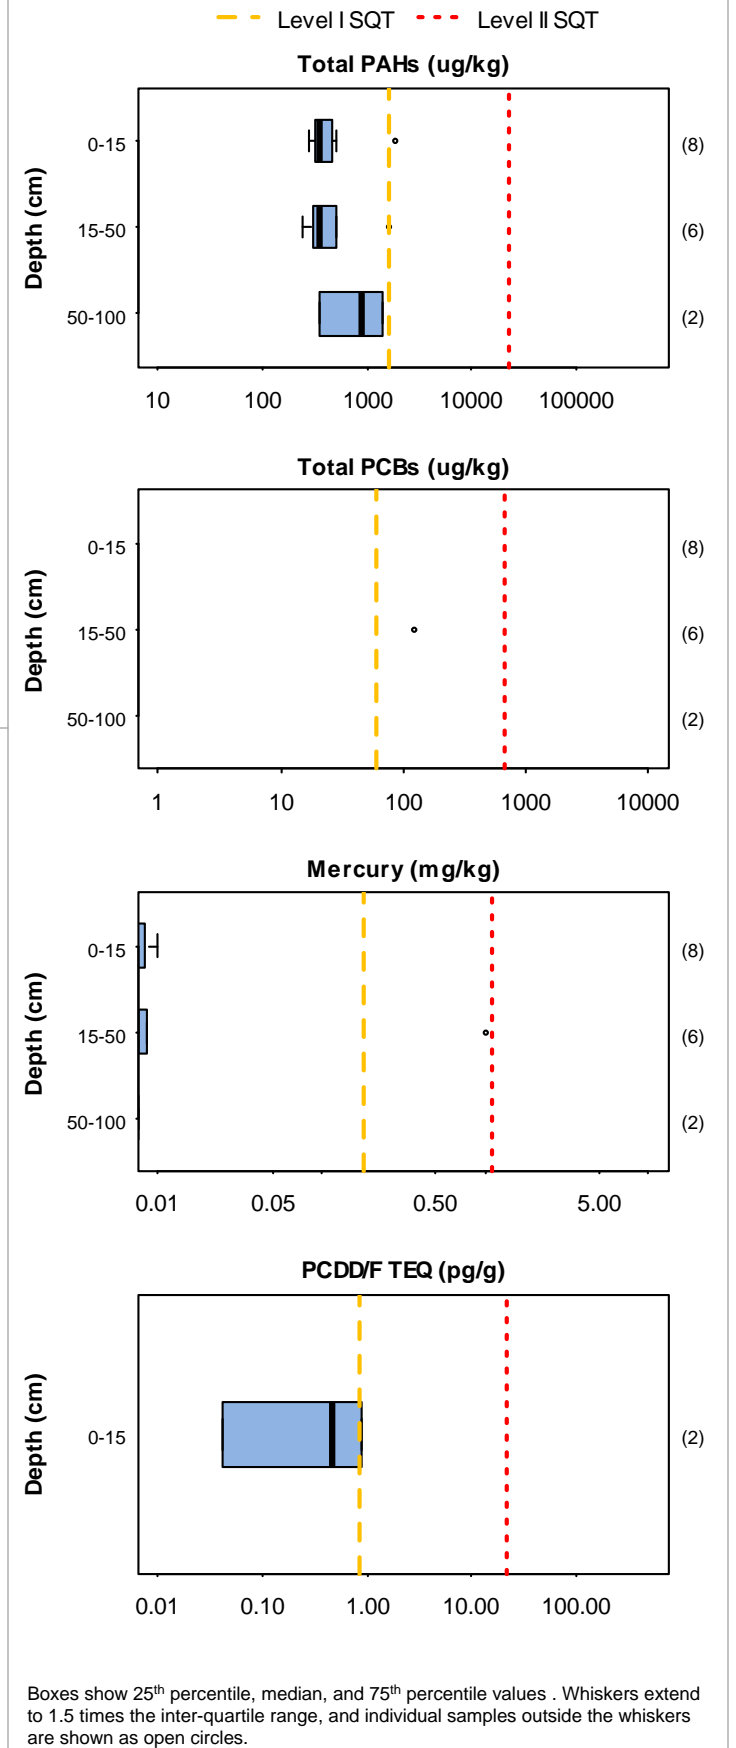 Level I SQT Level II SQT
Total PAHs (ug/kg)
Depth (cm)
0-15 (8)
15-50 (6)
50-100 (2)
10 100 1000 10000 100000
Total PCBs (ug/kg)
Depth (cm)
0-15 (8)
15-50 (6)
50-100 (2)
1 10 100 1000 10000
Mercury (mg/kg)
Depth (cm)
0-15 (8)
15-50 (6)
50-100 (2)
0.01 0.05 0.50 5.00
PCDD/F TEQ (pg/g)
Depth (cm)
0-15 (2)
0.01 0.10 1.00 10.00 100.00
Boxes show 25th percentile, median, and 75th percentile values . Whiskers extend
to 1.5 times the inter-quartile range, and individual samples outside the whiskers
are shown as open circles.